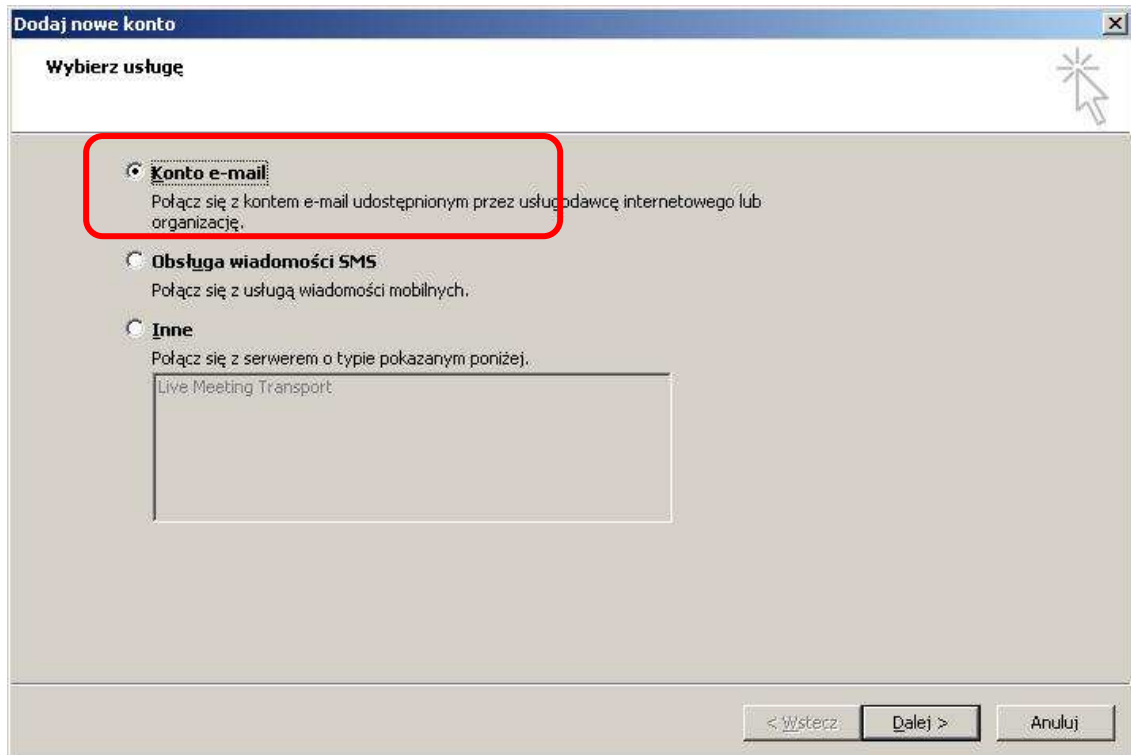 Dodaj nowe konto
Wybierz usługę
Konto e-mail
Połącz się z kontem e-mail udostępnionym przez usługodawcę internetowego lub
organizację.
Obsługa wiadomości SMS
Połącz się z usługą wiadomości mobilnych.
Inne
Połącz się z serwerem o typie pokazanym poniżej.
Live Meeting Transport
< Wstecz Dalej > Anuluj